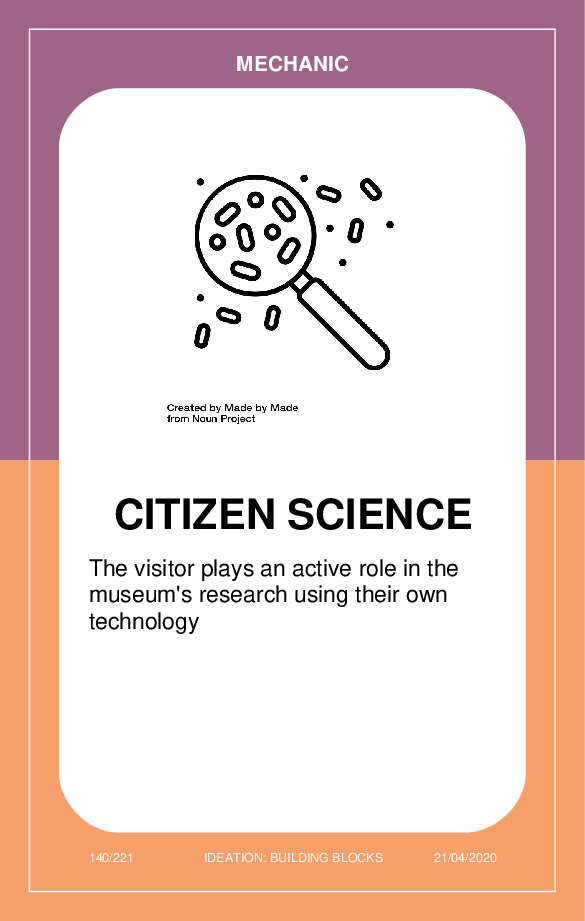 MECHANIC
Created by Made by Made
from Noun Project
CITIZEN SCIENCE
The visitor plays an active role in the
museum's research using their own
technology
140/221 IDEATION: BUILDING BLOCKS 21/04/2020